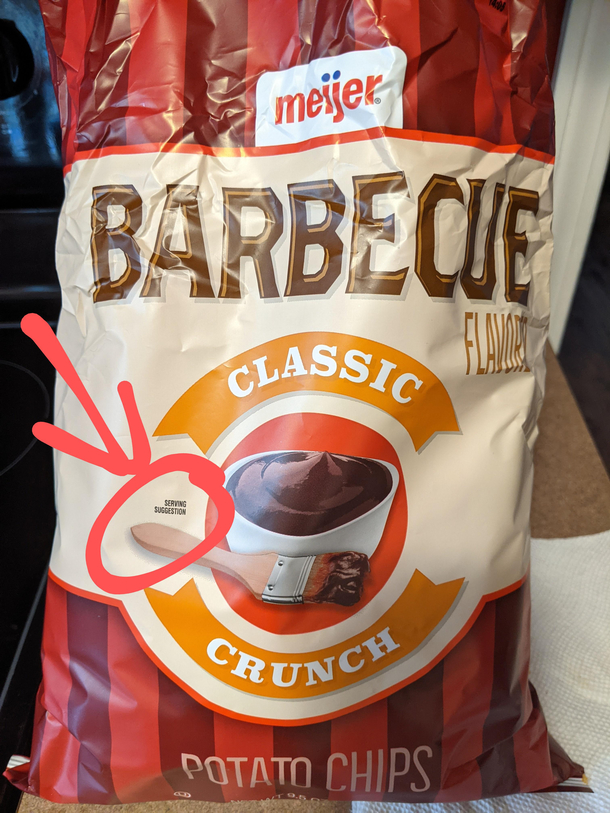 meijer
BARBECUE
FLAVORED
CLASSIC
SERVING
SUGGESTION
CRUNCH
POTATO CHIPS